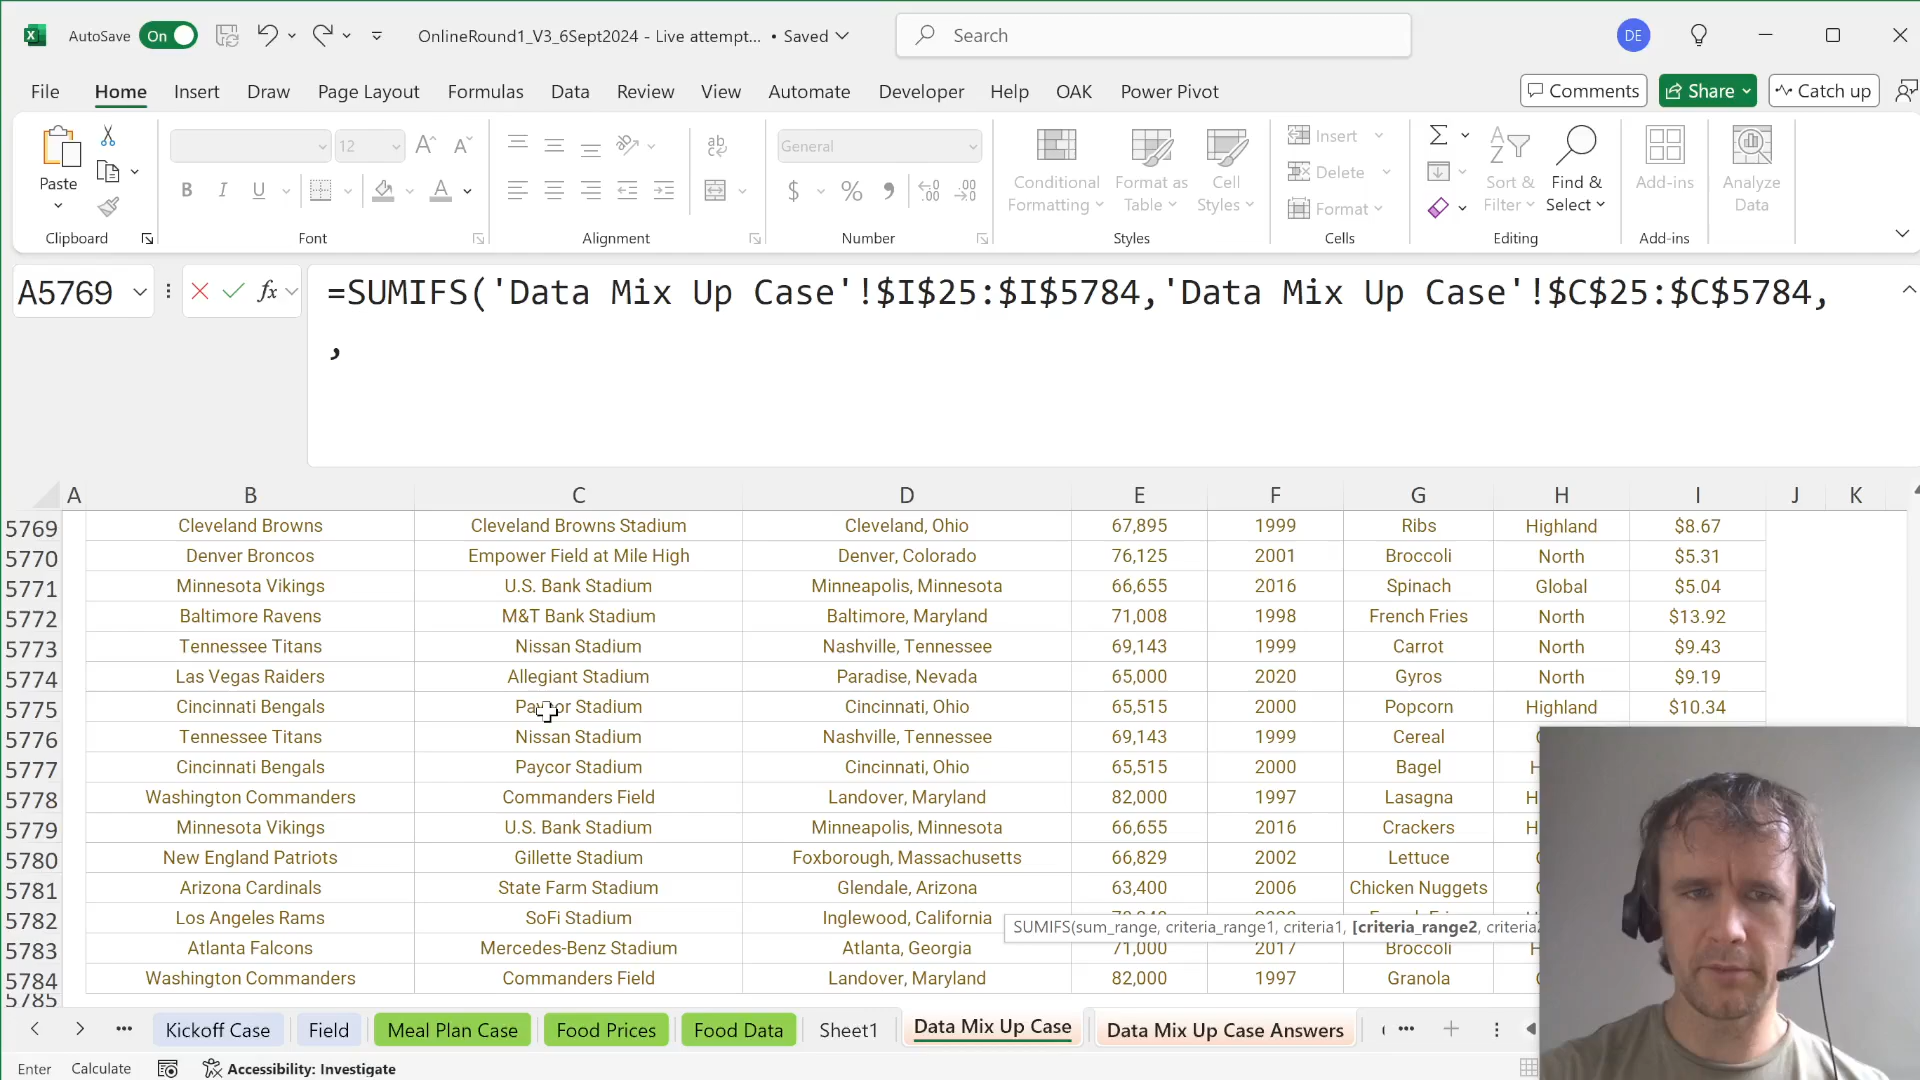 AutoSave On OnlineRound1_V3_6Sept2024 - Live attempt... • Saved Search DE
File Home Insert Draw Page Layout Formulas Data Review View Automate Developer Help OAK Power Pivot Comments Share Catch up
Paste
12
General
Conditional Formatting
Format as Table
Cell Styles
Insert
Delete
Format
Sort & Filter
Find & Select
Add-ins
Analyze Data
Clipboard Font Alignment Number Styles Cells Editing Add-ins
A5769 fx =SUMIFS('Data Mix Up Case'!$I$25:$I$5784,'Data Mix Up Case'!$C$25:$C$5784,
,
A B C D E F G H I J K
5769 Cleveland Browns Cleveland Browns Stadium Cleveland, Ohio 67,895 1999 Ribs Highland $8.67
5770 Denver Broncos Empower Field at Mile High Denver, Colorado 76,125 2001 Broccoli North $5.31
5771 Minnesota Vikings U.S. Bank Stadium Minneapolis, Minnesota 66,655 2016 Spinach Global $5.04
5772 Baltimore Ravens M&T Bank Stadium Baltimore, Maryland 71,008 1998 French Fries North $13.92
5773 Tennessee Titans Nissan Stadium Nashville, Tennessee 69,143 1999 Carrot North $9.43
5774 Las Vegas Raiders Allegiant Stadium Paradise, Nevada 65,000 2020 Gyros North $9.19
5775 Cincinnati Bengals Paycor Stadium Cincinnati, Ohio 65,515 2000 Popcorn Highland $10.34
5776 Tennessee Titans Nissan Stadium Nashville, Tennessee 69,143 1999 Cereal
5777 Cincinnati Bengals Paycor Stadium Cincinnati, Ohio 65,515 2000 Bagel H
5778 Washington Commanders Commanders Field Landover, Maryland 82,000 1997 Lasagna H
5779 Minnesota Vikings U.S. Bank Stadium Minneapolis, Minnesota 66,655 2016 Crackers H
5780 New England Patriots Gillette Stadium Foxborough, Massachusetts 66,829 2002 Lettuce
5781 Arizona Cardinals State Farm Stadium Glendale, Arizona 63,400 2006 Chicken Nuggets
5782 Los Angeles Rams SoFi Stadium Inglewood, California
SUMIFS(sum_range, criteria_range1, criteria1, [criteria_range2, criteria
5783 Atlanta Falcons Mercedes-Benz Stadium Atlanta, Georgia 71,000 2017 Broccoli H
5784 Washington Commanders Commanders Field Landover, Maryland 82,000 1997 Granola
5785
Kickoff Case Field Meal Plan Case Food Prices Food Data Sheet1 Data Mix Up Case Data Mix Up Case Answers
Enter Calculate Accessibility: Investigate